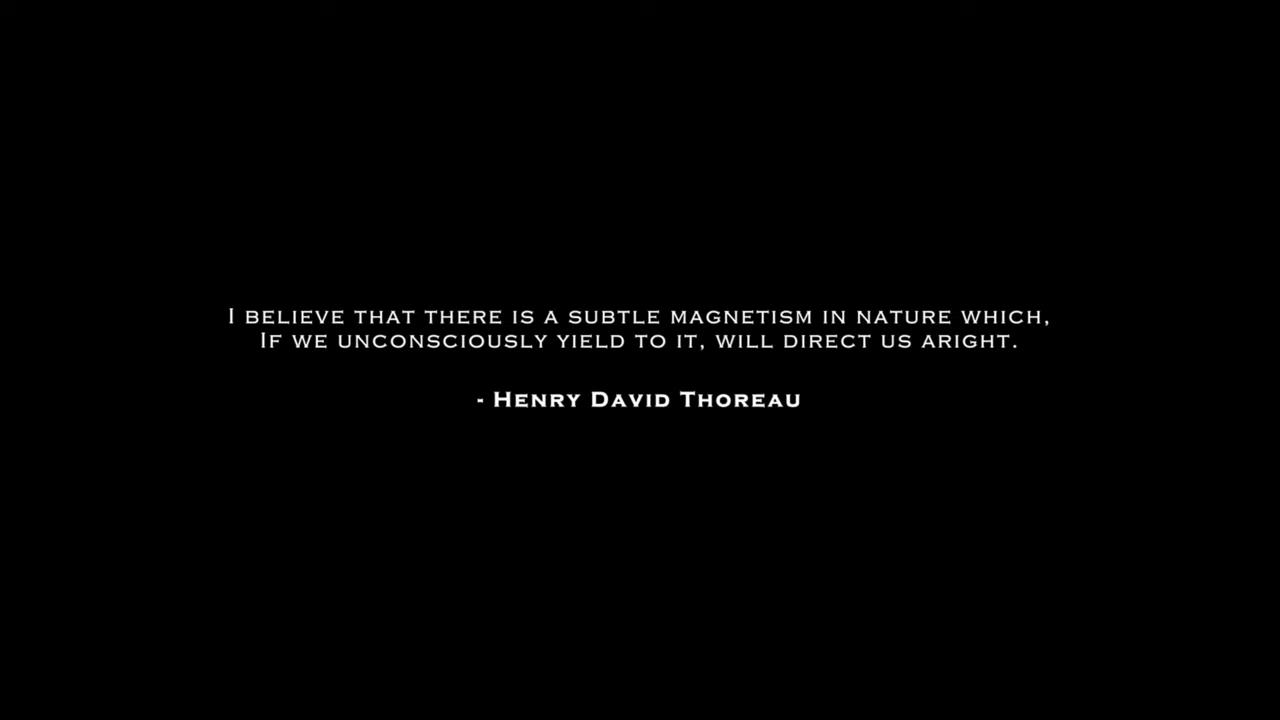 I BELIEVE THAT THERE IS A SUBTLE MAGNETISM IN NATURE WHICH,
IF WE UNCONSCIOUSLY YIELD TO IT, WILL DIRECT US ARIGHT.
- HENRY DAVID THOREAU